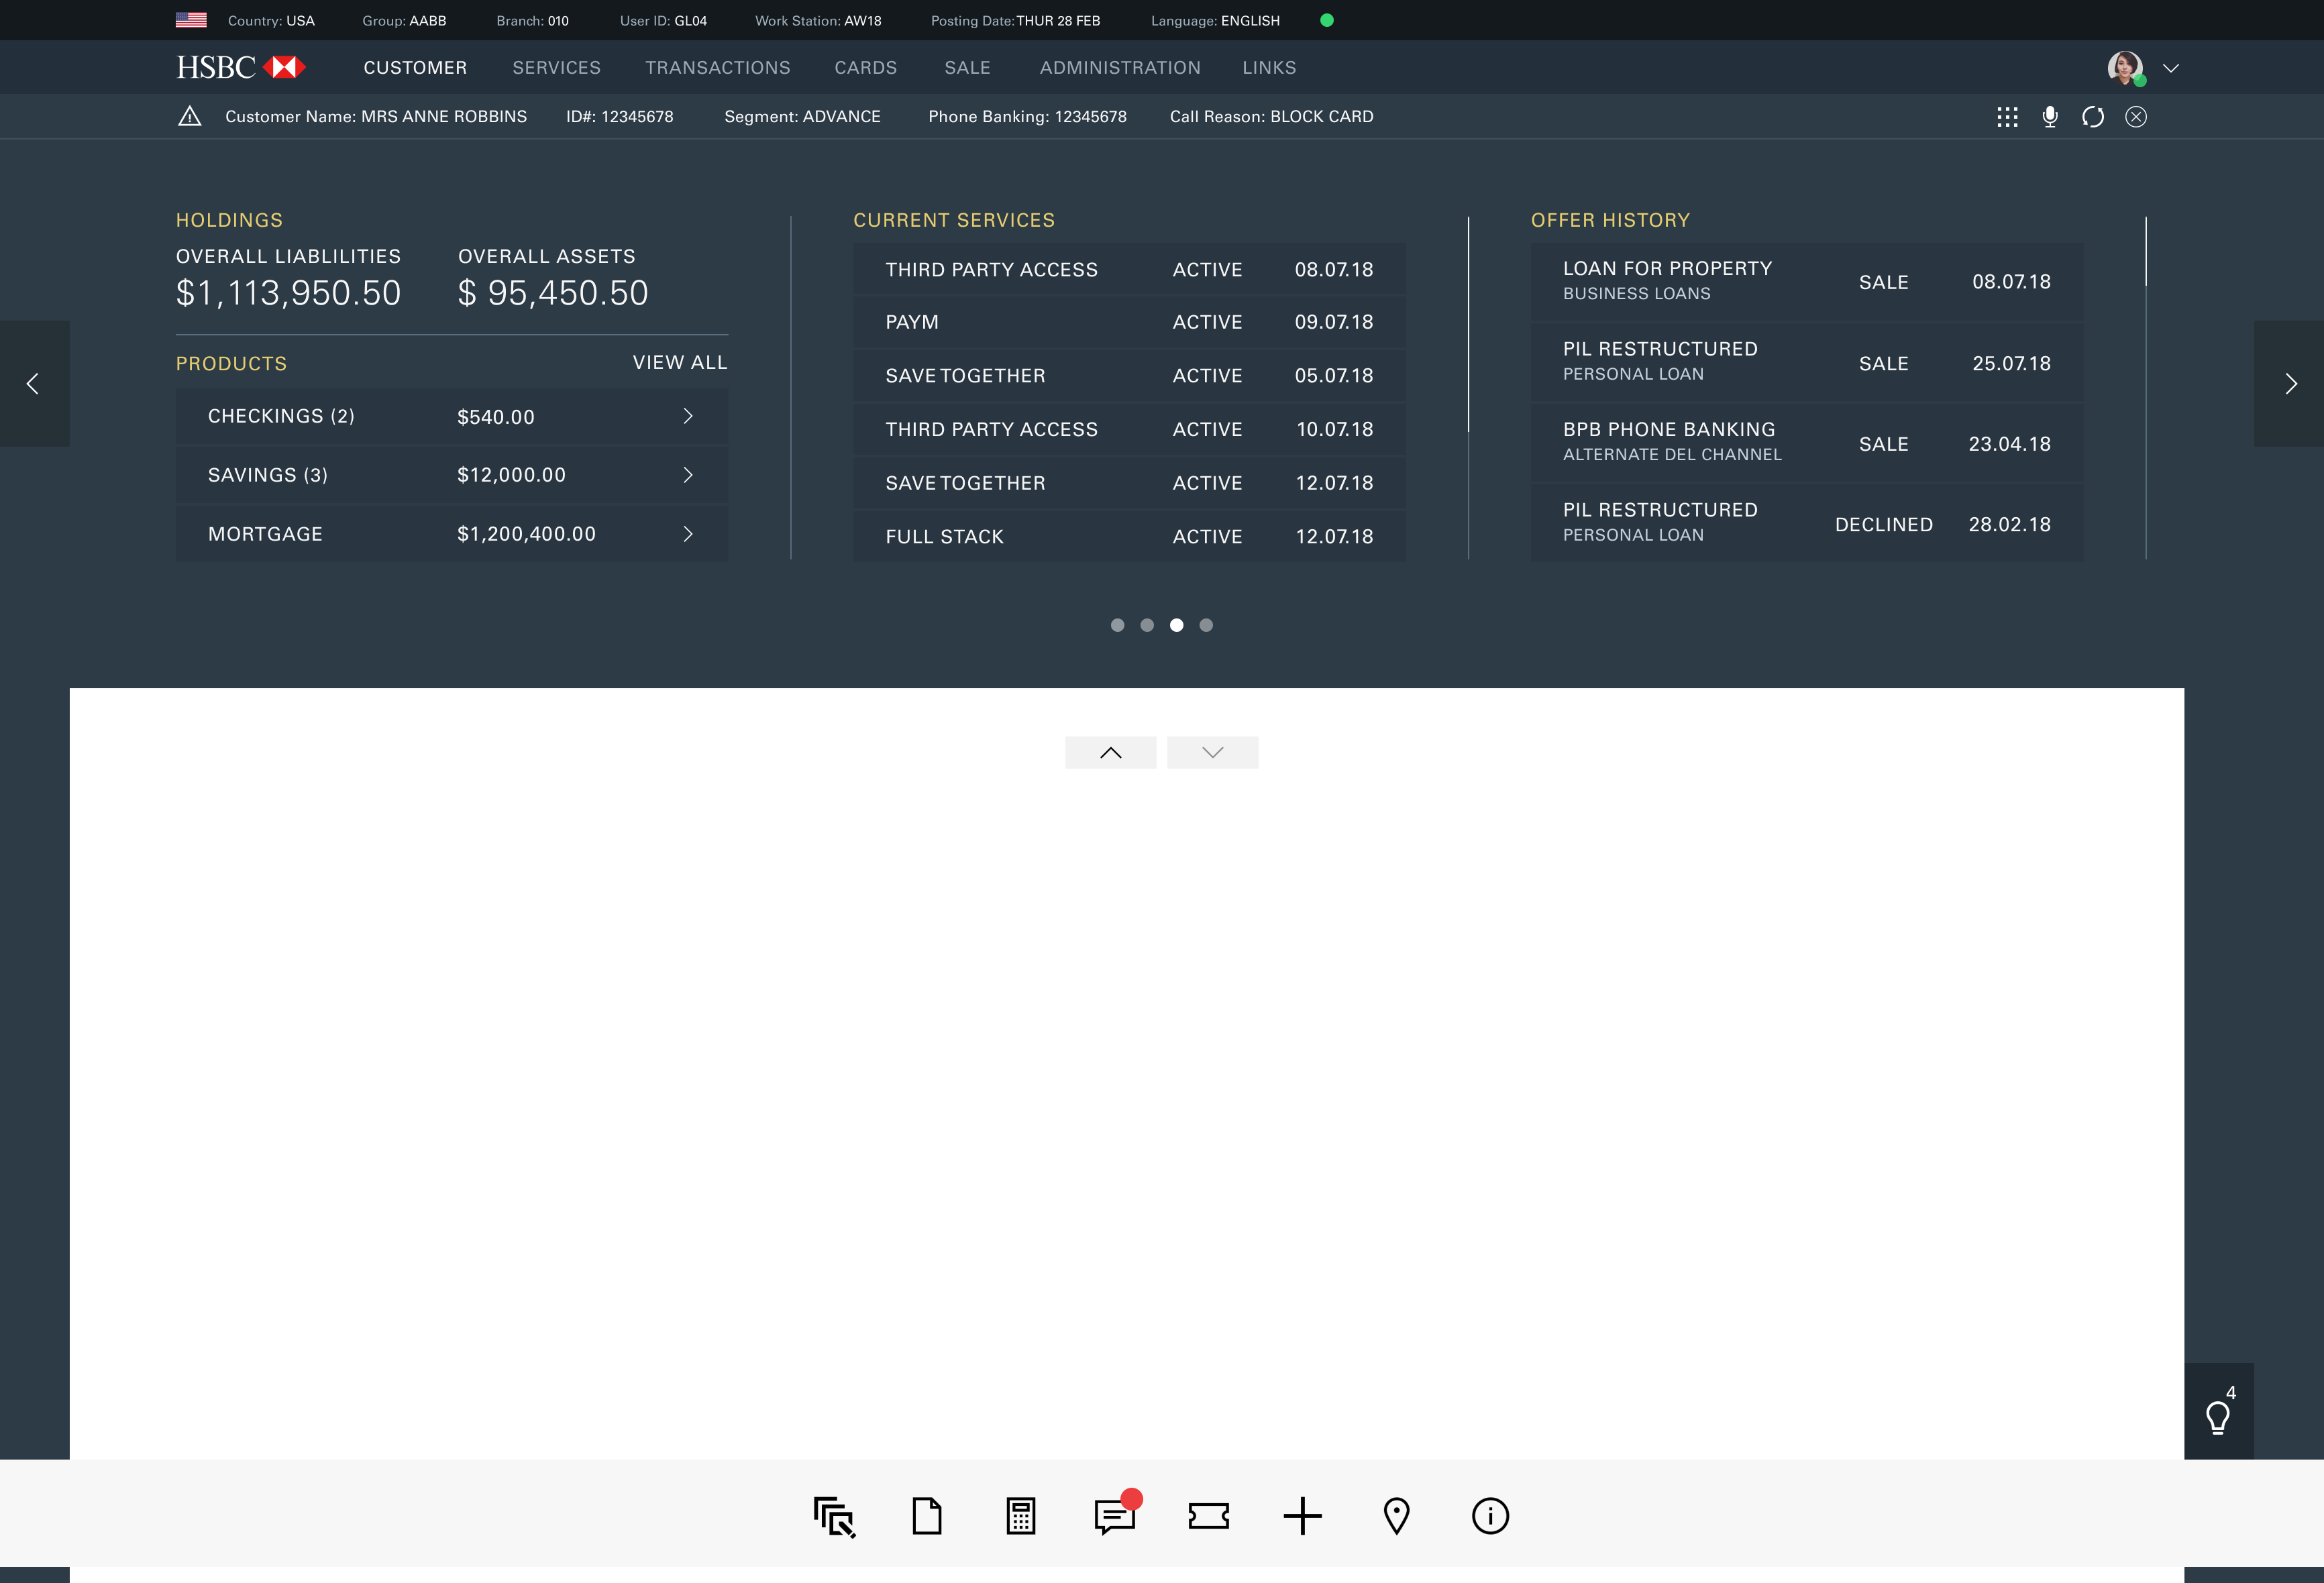 Country: USA Group: AABB Branch: 010 User ID: GL04 Work Station: AW18 Posting Date: THUR 28 FEB Language: ENGLISH
HSBC CUSTOMER SERVICES TRANSACTIONS CARDS SALE ADMINISTRATION LINKS
Customer Name: MRS ANNE ROBBINS ID#: 12345678 Segment: ADVANCE Phone Banking: 12345678 Call Reason: BLOCK CARD
HOLDINGS
OVERALL LIABLILITIES OVERALL ASSETS
$1,113,950.50 $ 95,450.50
PRODUCTS VIEW ALL
CHECKINGS (2) $540.00
SAVINGS (3) $12,000.00
MORTGAGE $1,200,400.00
CURRENT SERVICES
THIRD PARTY ACCESS ACTIVE 08.07.18
PAYM ACTIVE 09.07.18
SAVE TOGETHER ACTIVE 05.07.18
THIRD PARTY ACCESS ACTIVE 10.07.18
SAVE TOGETHER ACTIVE 12.07.18
FULL STACK ACTIVE 12.07.18
OFFER HISTORY
LOAN FOR PROPERTY SALE 08.07.18
BUSINESS LOANS
PIL RESTRUCTURED SALE 25.07.18
PERSONAL LOAN
BPB PHONE BANKING SALE 23.04.18
ALTERNATE DEL CHANNEL
PIL RESTRUCTURED DECLINED 28.02.18
PERSONAL LOAN
4